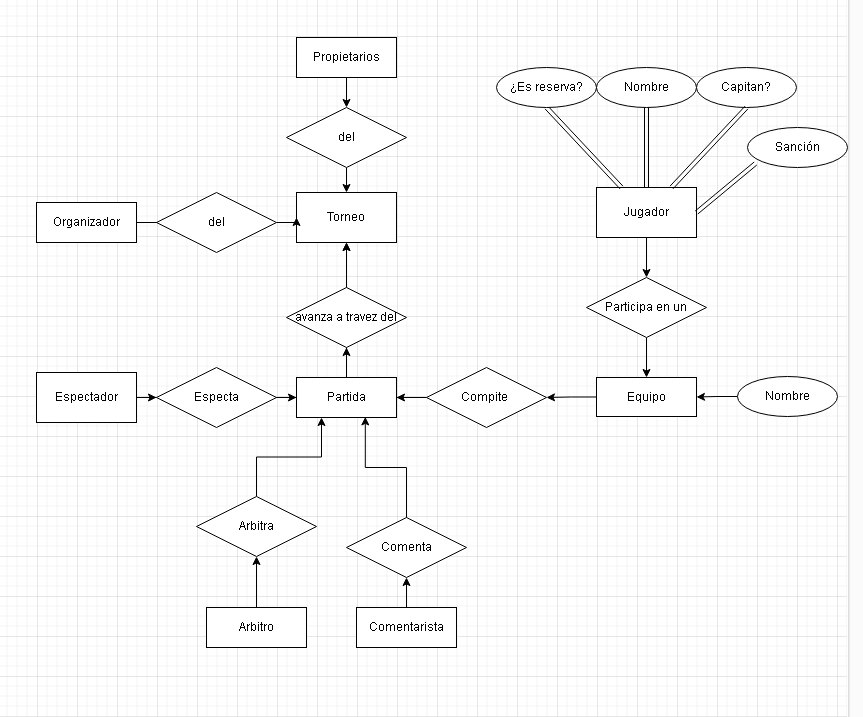 Propietarios
¿Es reserva?
Nombre
Capitan?
del
Sanción
Organizador
del
Torneo
Jugador
avanza a travez del
Participa en un
Espectador
Especta
Partida
Compite
Equipo
Nombre
Arbitra
Comenta
Arbitro
Comentarista